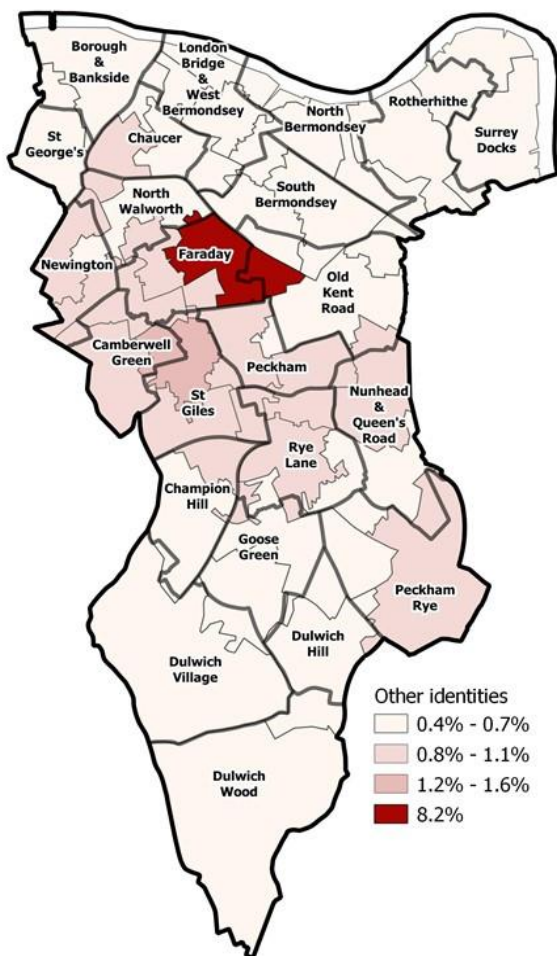 Borough
&
Bankside
London
Bridge
&
West
Bermondsey
North
Bermondsey
Rotherhithe
Surrey
Docks
St
George's
Chaucer
South
Bermondsey
North
Walworth
Newington
Faraday
Old
Kent
Road
Camberwell
Green
Peckham
St
Giles
Nunhead
&
Queen's
Road
Rye
Lane
Champion
Hill
Goose
Green
Peckham
Rye
Dulwich
Village
Dulwich
Hill
Dulwich
Wood
Other identities
0.4% - 0.7%
0.8% - 1.1%
1.2% - 1.6%
8.2%